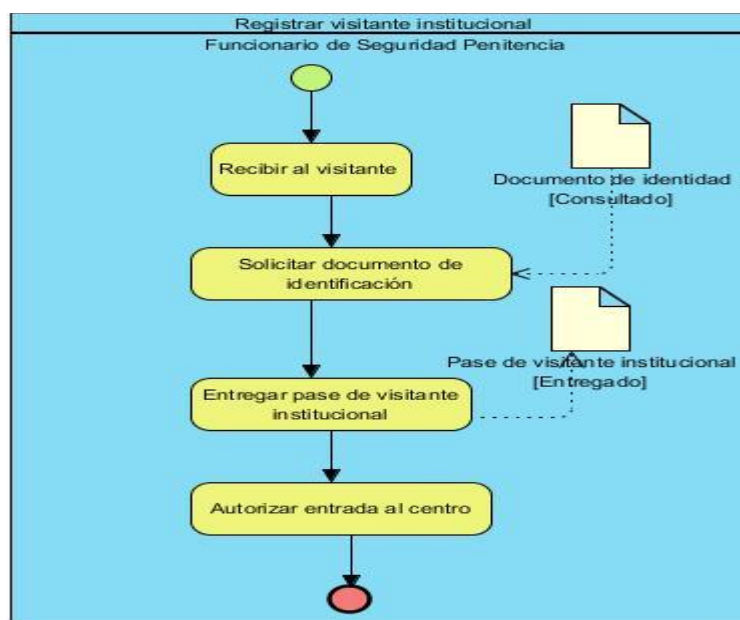 Registrar visitante institucional
Funcionario de Seguridad Penitencia
Recibir al visitante
Documento de identidad
[Consultado]
Solicitar documento de
identificación
Pase de visitante institucional
[Entregado]
Entregar pase de visitante
institucional
Autorizar entrada al centro